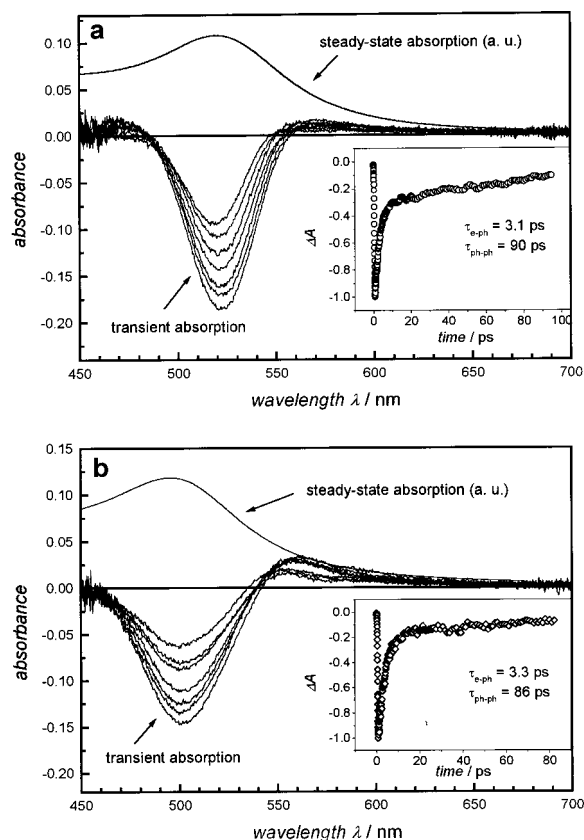 a
steady-state absorption (a. u.)
0.10
0.05
0.00
-0.05
-0.10
-0.15
-0.20
absorbance
transient absorption
0.0
-0.2
-0.4
-0.6
-0.8
-1.0
ΔA
τe-ph = 3.1 ps
τph-ph = 90 ps
0 20 40 60 80 100
time / ps
450 500 550 600 650 700
wavelength λ / nm
b
steady-state absorption (a. u.)
0.15
0.10
0.05
0.00
-0.05
-0.10
-0.15
-0.20
absorbance
transient absorption
0.0
-0.2
-0.4
-0.6
-0.8
-1.0
ΔA
τe-ph = 3.3 ps
τph-ph = 86 ps
0 20 40 60 80
time / ps
450 500 550 600 650 700
wavelength λ / nm